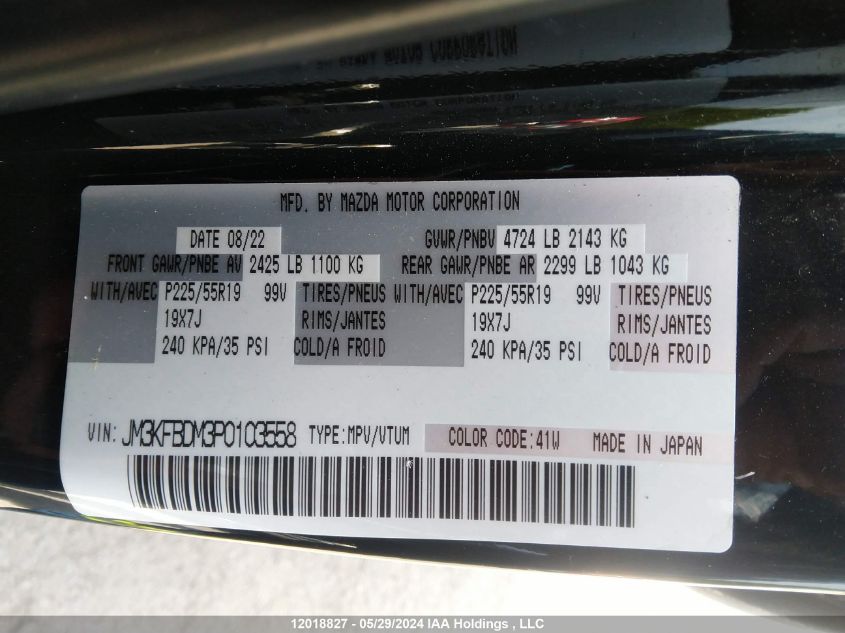 MFD. BY MAZDA MOTOR CORPORATION
DATE 08/22 GVWR/PNBV 4724 LB 2143 KG
FRONT GAWR/PNBE AV 2425 LB 1100 KG REAR GAWR/PNBE AR 2299 LB 1043 KG
WITH/AVEC P225/55R19 99V TIRES/PNEUS WITH/AVEC P225/55R19 99V TIRES/PNEUS
19X7J RIMS/JANTES 19X7J RIMS/JANTES
240 KPA/35 PSI COLD/A FROID 240 KPA/35 PSI COLD/A FROID
VIN: JM3KFBDM3P0103558 TYPE:MPV/VTUM COLOR CODE:41W MADE IN JAPAN
12018827 - 05/29/2024 IAA Holdings , LLC